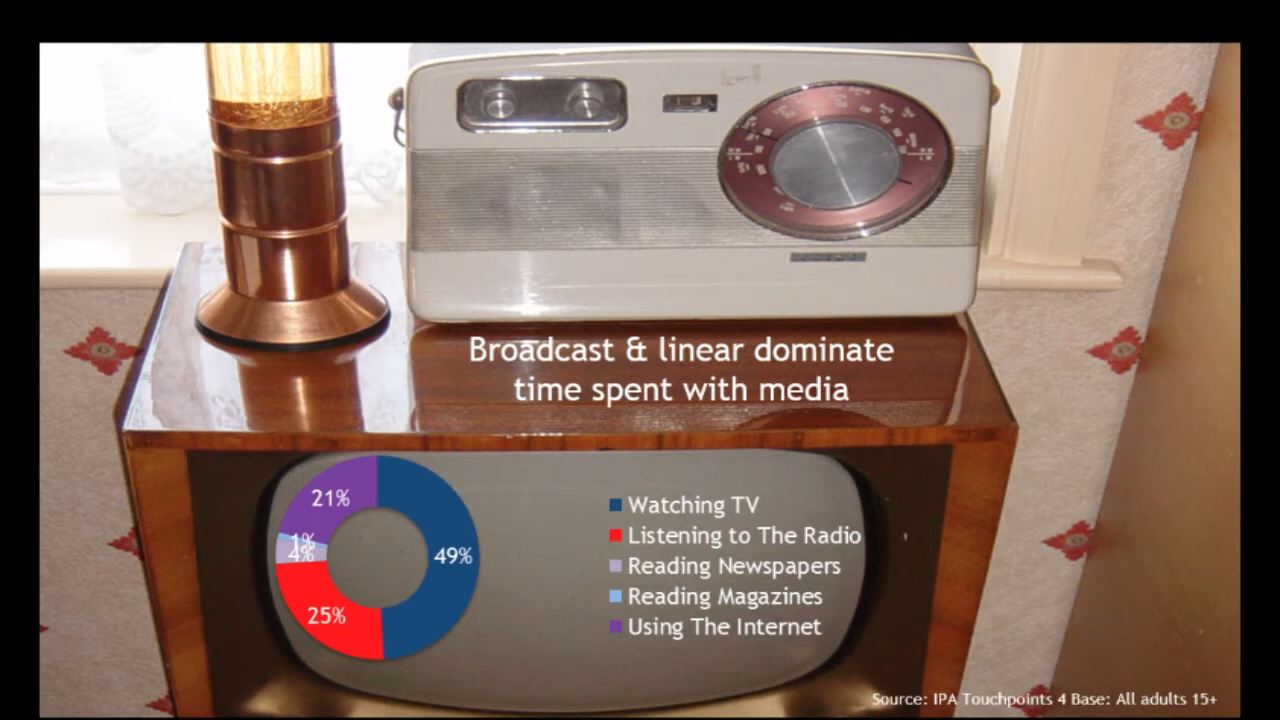 Broadcast & linear dominate
time spent with media
21%
1%
4%
49%
25%
Watching TV
Listening to The Radio
Reading Newspapers
Reading Magazines
Using The Internet
Source: IPA Touchpoints 4 Base: All adults 15+